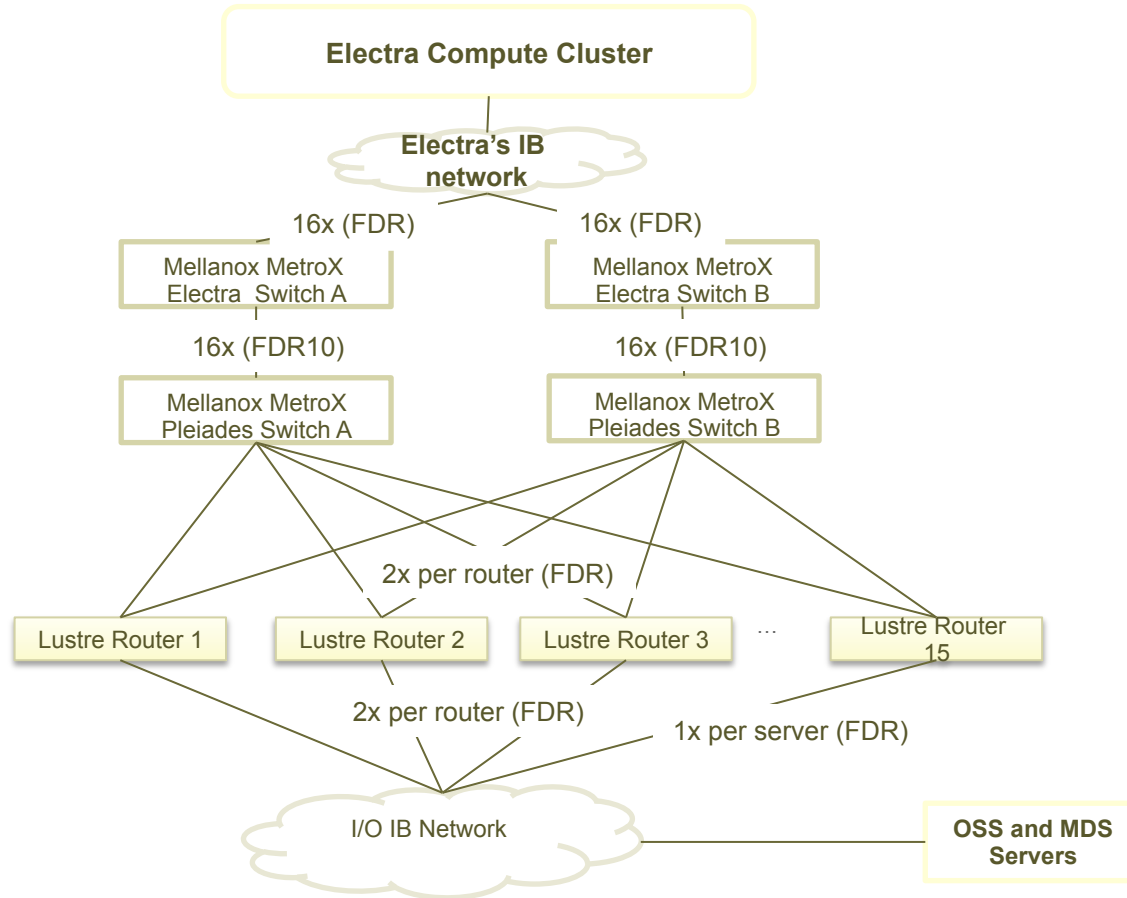 Electra Compute Cluster
Electra’s IB
network
16x (FDR)
16x (FDR)
Mellanox MetroX
Electra Switch A
Mellanox MetroX
Electra Switch B
16x (FDR10)
16x (FDR10)
Mellanox MetroX
Pleiades Switch A
Mellanox MetroX
Pleiades Switch B
2x per router (FDR)
Lustre Router 1
Lustre Router 2
Lustre Router 3
...
Lustre Router
15
2x per router (FDR)
1x per server (FDR)
I/O IB Network
OSS and MDS
Servers